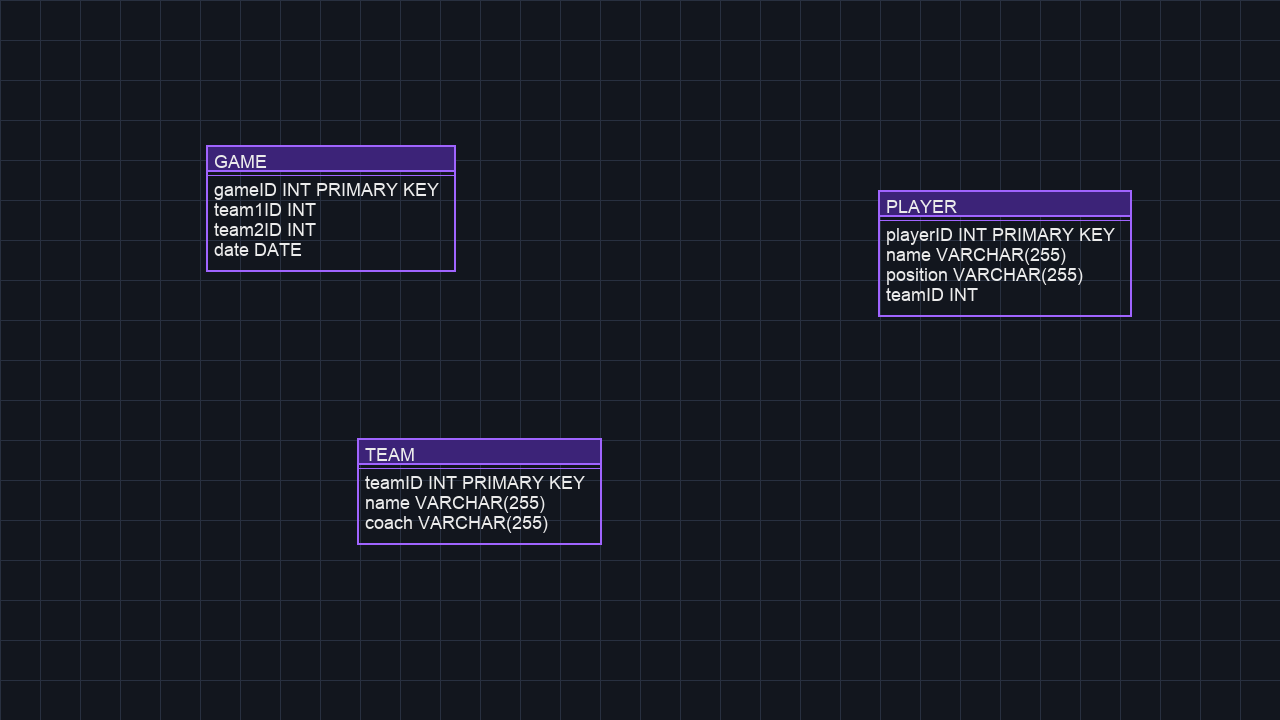 GAME
gameID INT PRIMARY KEY
team1ID INT
team2ID INT
date DATE
PLAYER
playerID INT PRIMARY KEY
name VARCHAR(255)
position VARCHAR(255)
teamID INT
TEAM
teamID INT PRIMARY KEY
name VARCHAR(255)
coach VARCHAR(255)